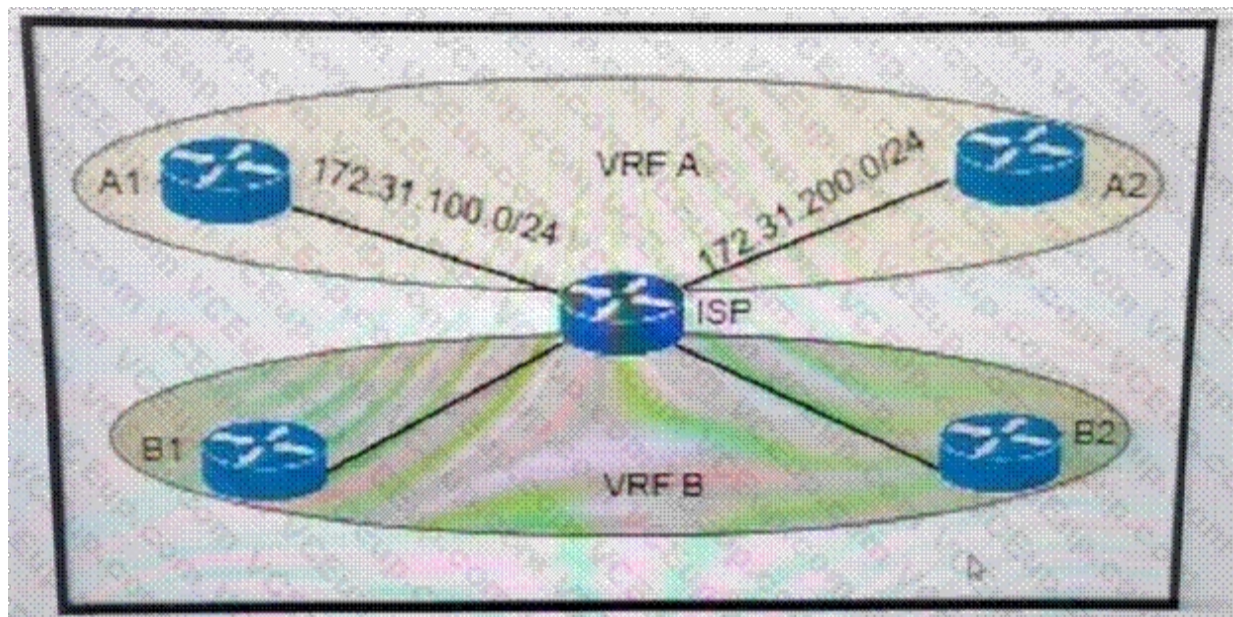 VRF A
A1
172.31.100.0/24
172.31.200.0/24
A2
ISP
B1
B2
VRF B